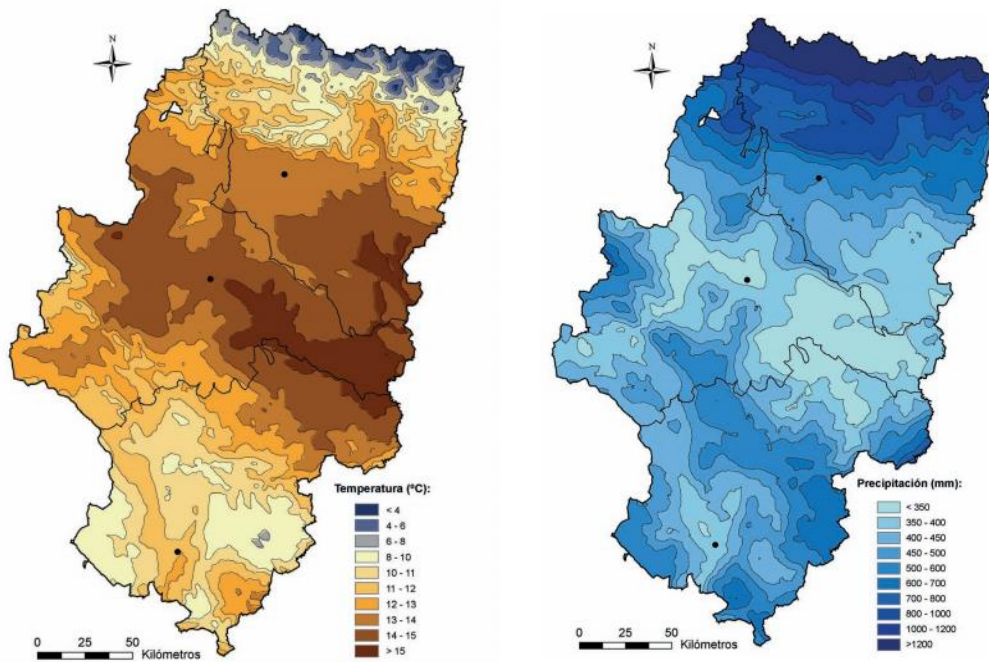 N
Temperatura (ºC):
< 4
4 - 6
6 - 8
8 - 10
10 - 11
11 - 12
12 - 13
13 - 14
14 - 15
> 15
0 25 50
Kilómetros
N
Precipitación (mm):
< 350
350 - 400
400 - 450
450 - 500
500 - 600
600 - 700
700 - 800
800 - 1000
1000 - 1200
>1200
0 25 50
Kilómetros